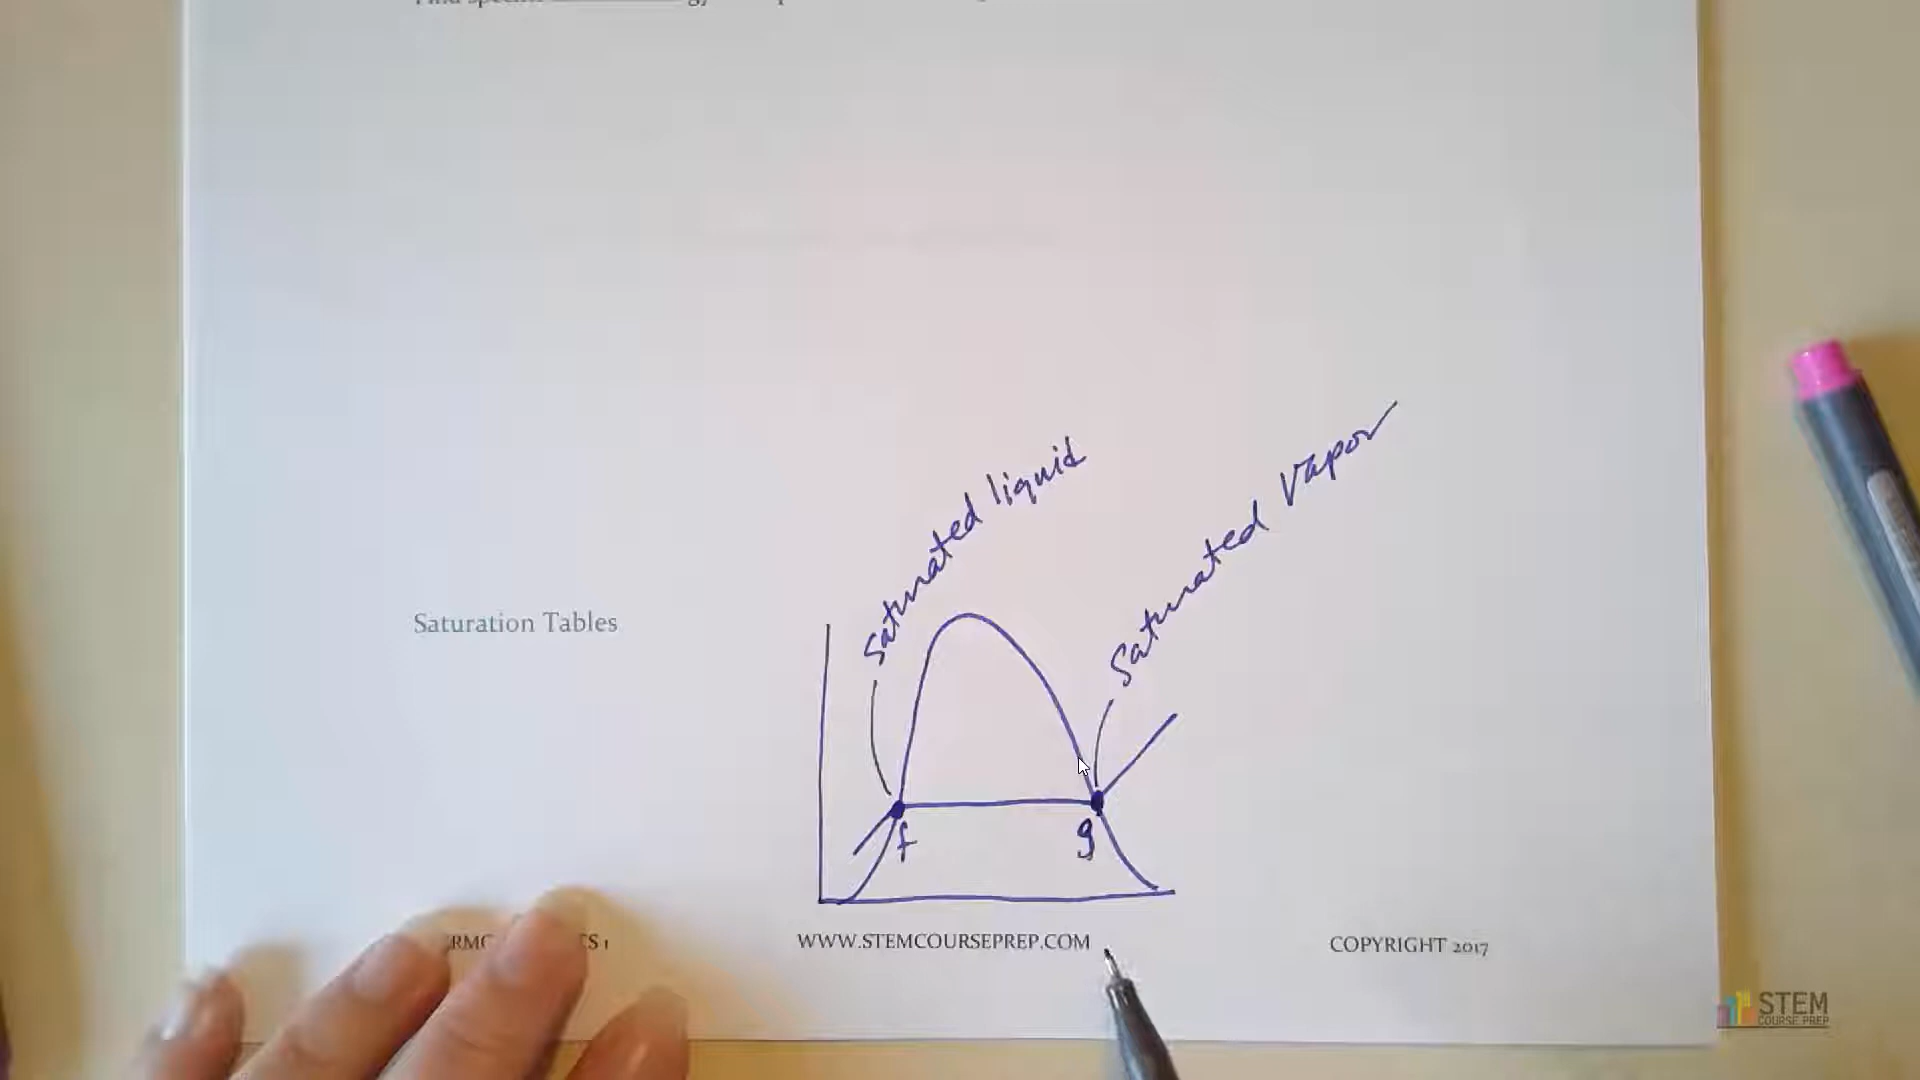 Saturated liquid
Saturated Vapor
Saturation Tables
f
g
WWW.STEMCOURSEPREP.COM
COPYRIGHT 2017
STEM
COURSE PREP